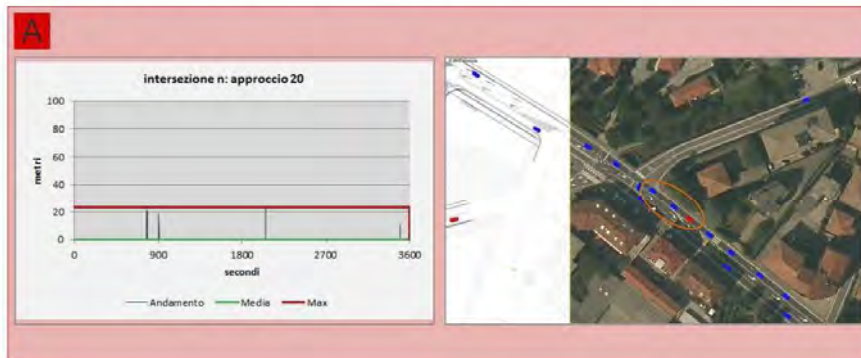 A
intersezione n: approccio 20
metri
100
80
60
40
20
0
0 900 1800 2700 3600
secondi
Andamento Media Max